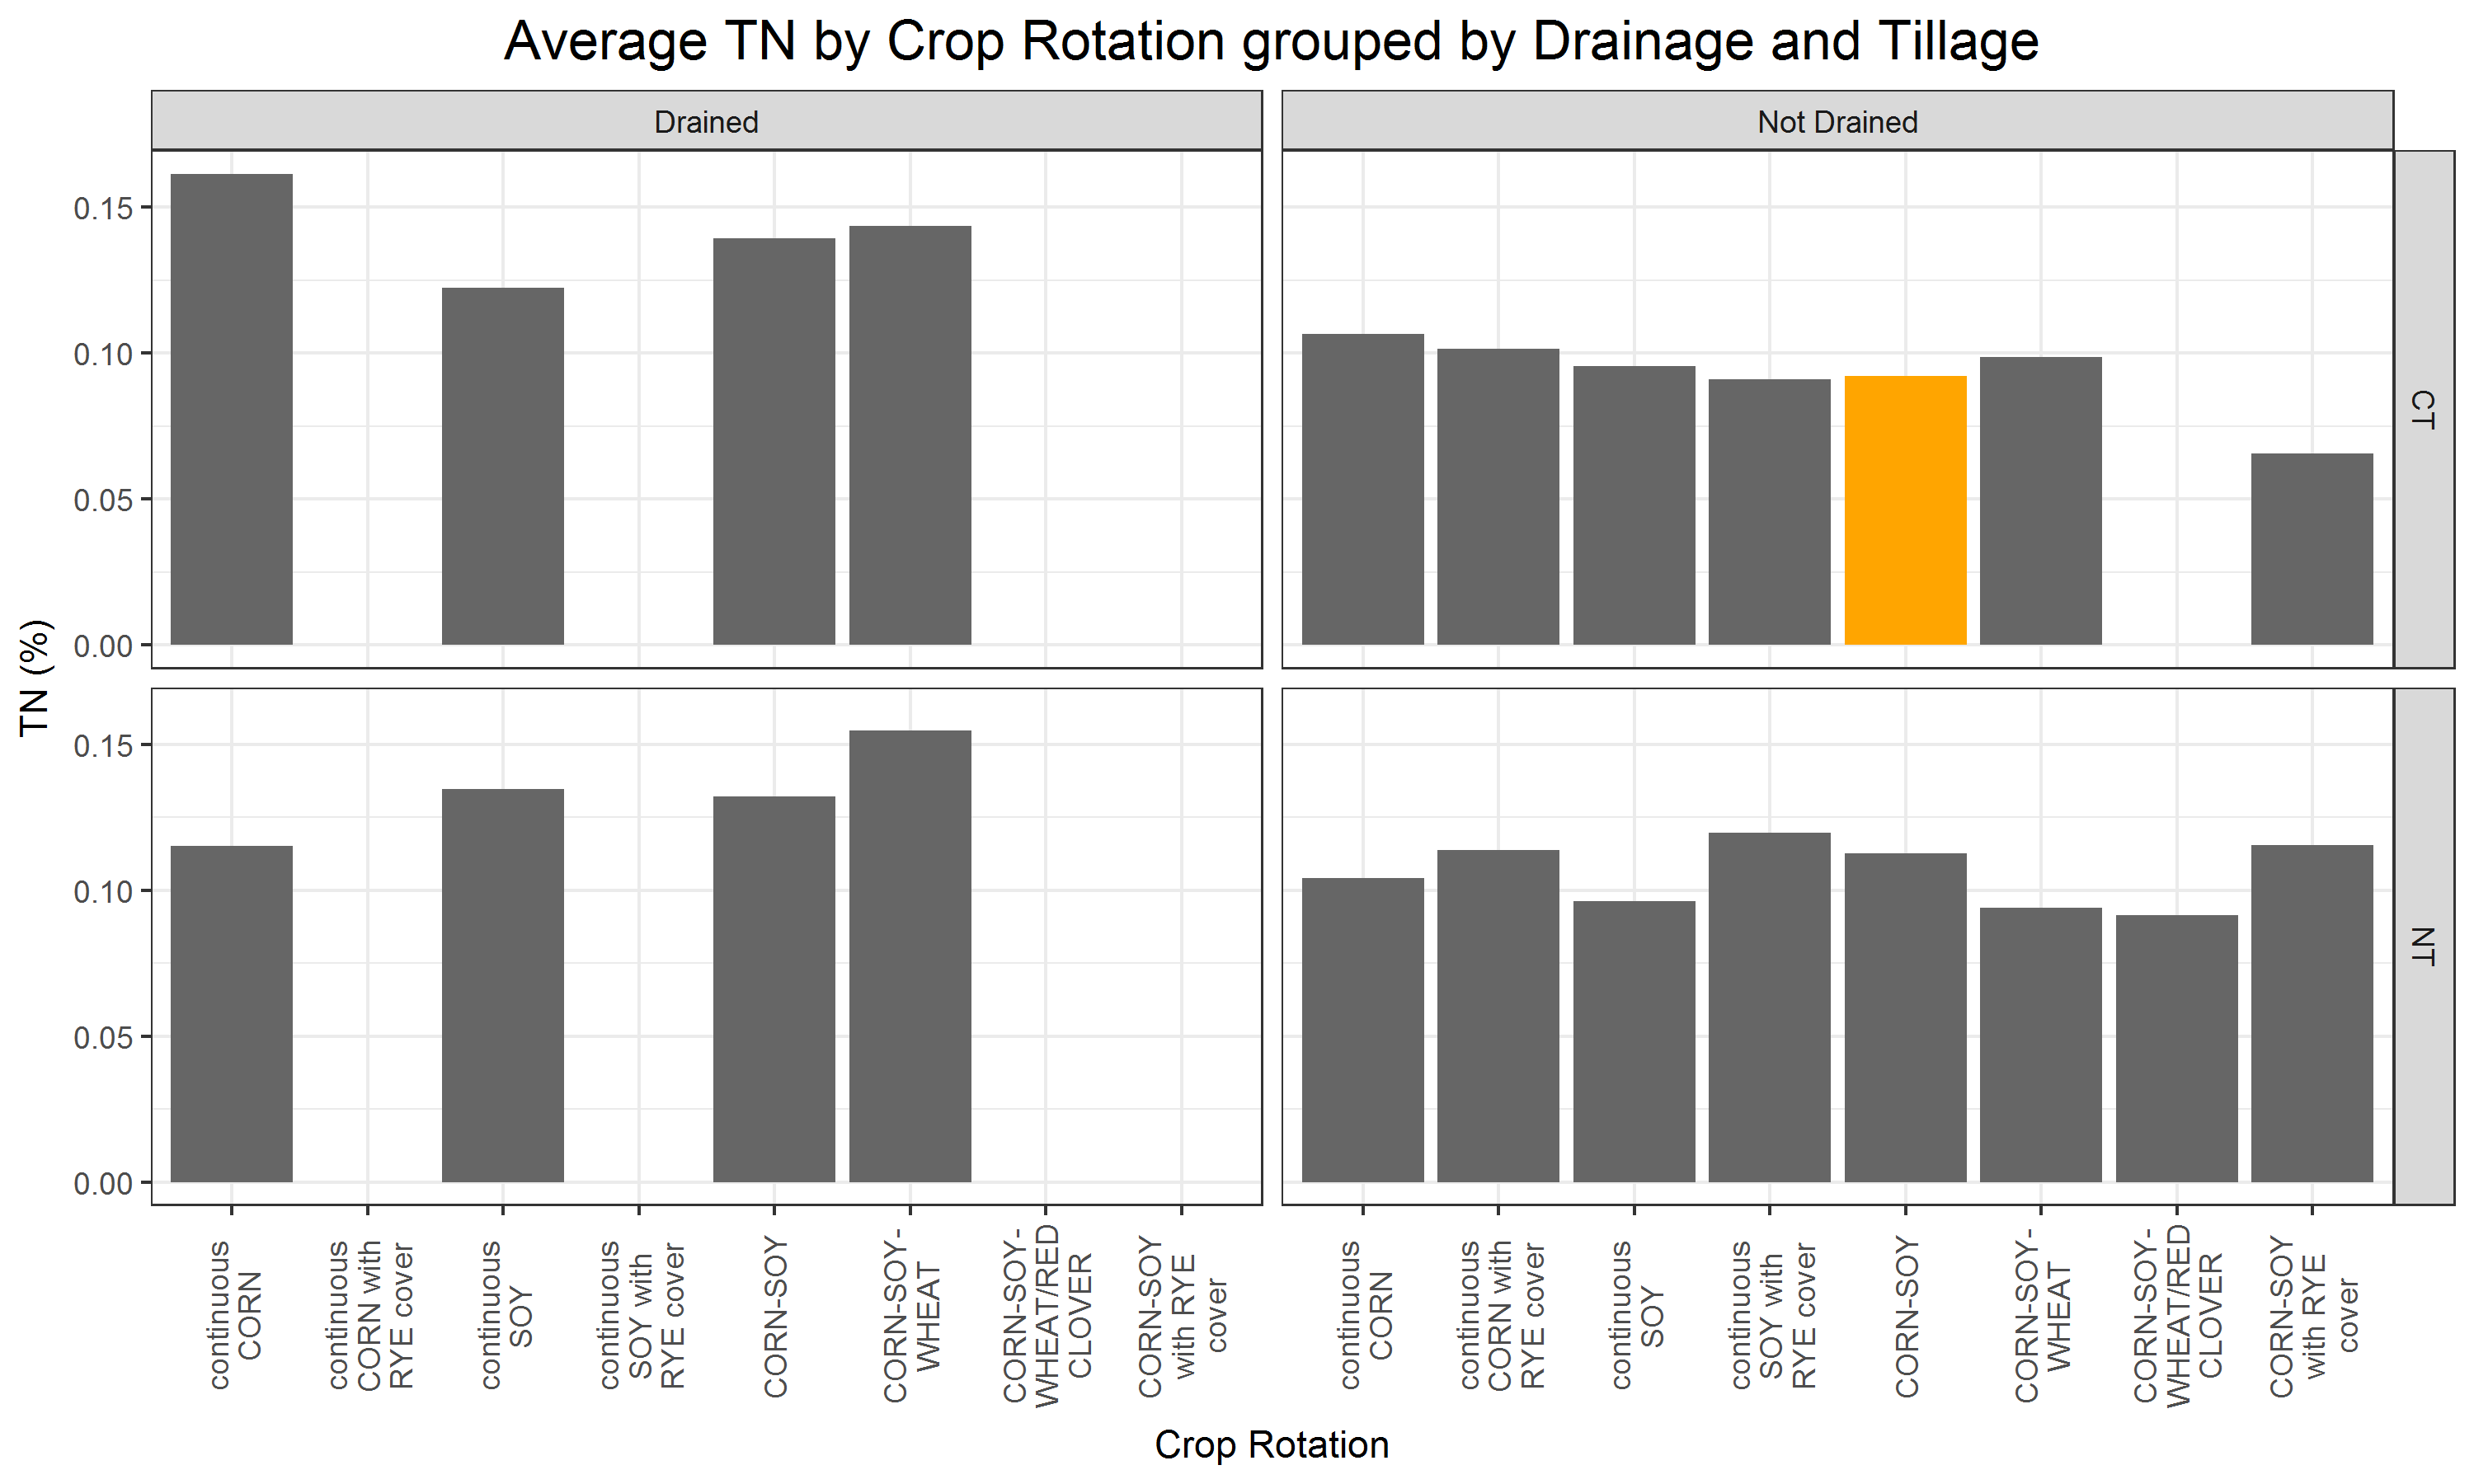 Average TN by Crop Rotation grouped by Drainage and Tillage
Drained
Not Drained
CT
NT
TN (%)
0.15
0.10
0.05
0.00
0.15
0.10
0.05
0.00
continuous
CORN
continuous
CORN with
RYE cover
continuous
SOY
continuous
SOY with
RYE cover
CORN-SOY
CORN-SOY-
WHEAT
CORN-SOY-
WHEAT/RED
CLOVER
CORN-SOY
with RYE
cover
continuous
CORN
continuous
CORN with
RYE cover
continuous
SOY
continuous
SOY with
RYE cover
CORN-SOY
CORN-SOY-
WHEAT
CORN-SOY-
WHEAT/RED
CLOVER
CORN-SOY
with RYE
cover
Crop Rotation